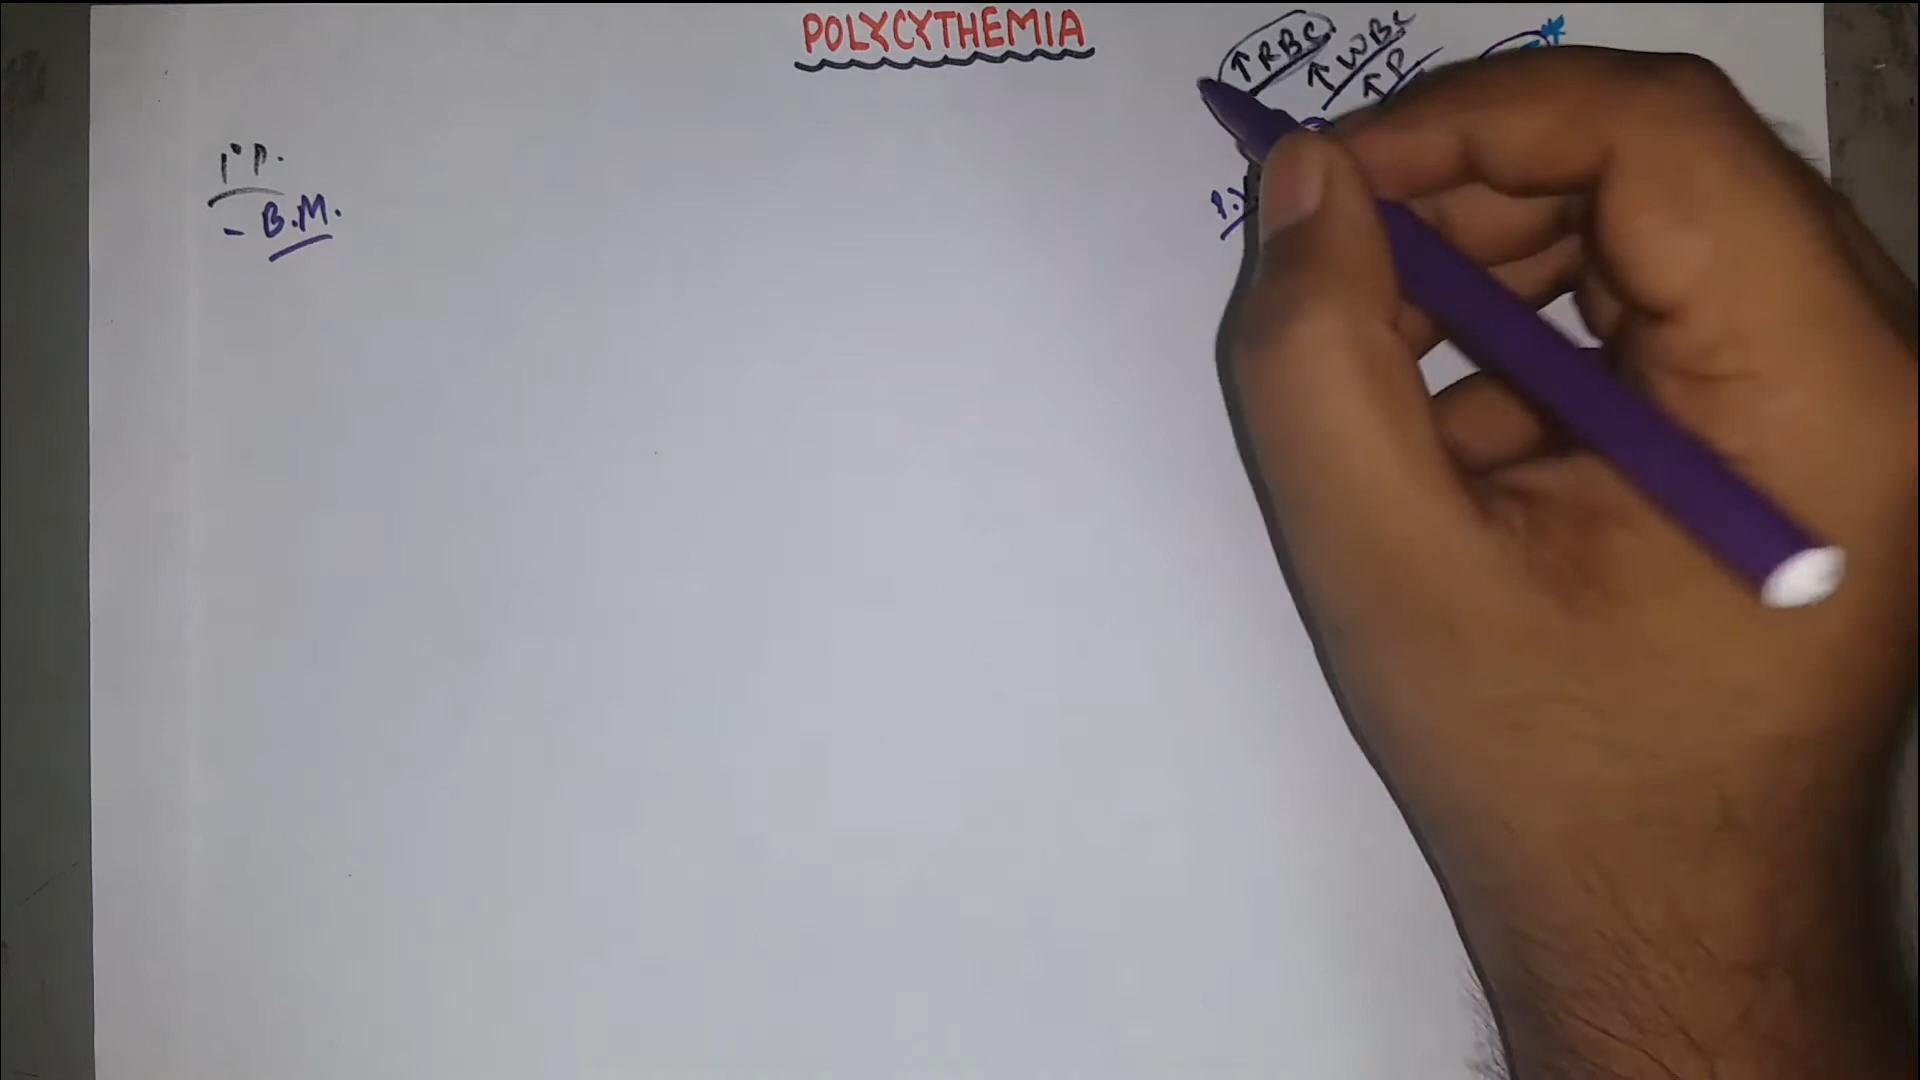 POLYCYTHEMIA
↑RBC
↑WBC
↑P
1° P.
- B.M.